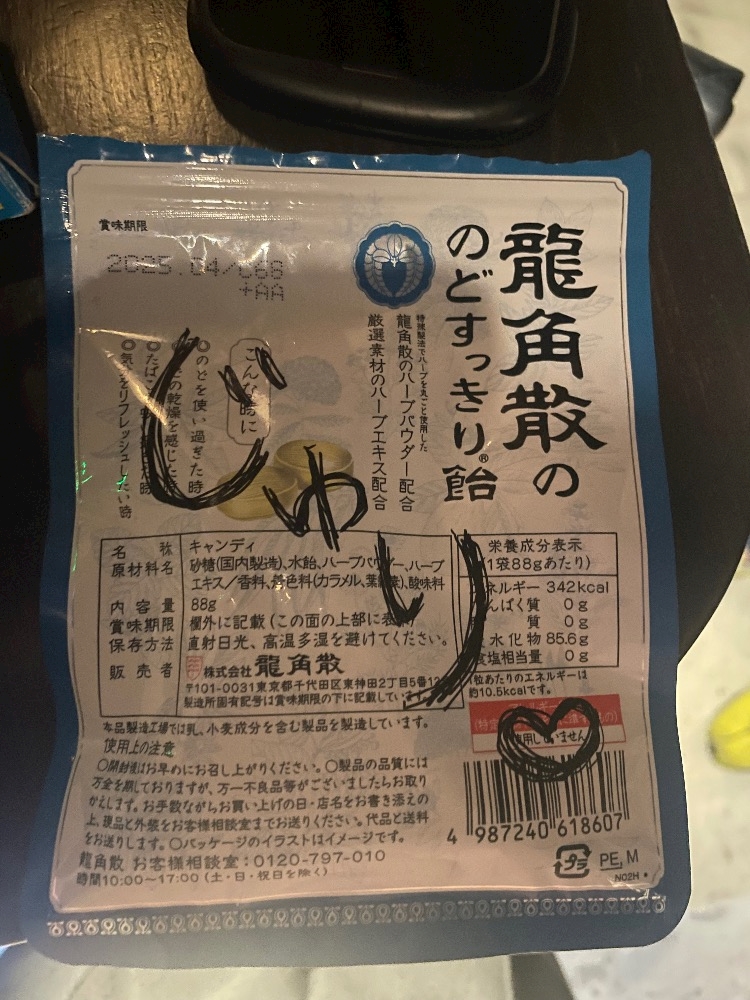 賞味期限
2025.04/C68
+AA
龍角散の
のどすっきり®飴
特殊製法でハーブを丸ごと使用した
龍角散のハーブパウダー配合
厳選素材のハーブエキス配合
こんな時に
◎のどを使い過ぎた時
の乾燥を感じた時
◎たばこ
◎気分をリフレッシュしたい時
じゅり
名 称 キャンディ
原材料名 砂糖(国内製造)、水飴、ハーブパウダー、ハーブ
エキス/香料、着色料(カラメル、葉緑素)、酸味料
内容量 88g
賞味期限 欄外に記載(この面の上部に表示)
保存方法 直射日光、高温多湿を避けてください。
販売者 株式会社 龍角散
〒101-0031東京都千代田区東神田2丁目5番12
製造所固有記号は賞味期限の下に記載してい
栄養成分表示
(1袋88gあたり)
エネルギー 342kcal
たんぱく質 0g
脂質 0g
炭水化物 85.6g
食塩相当量 0g
1粒あたりのエネルギーは
約10.5kcalです。
アレルギー
(特定
使用していません
本品製造工場では乳、小麦成分を含む製品を製造しています。
使用上の注意
○開封後はお早めにお召し上がりください。○製品の品質には
万全を期しておりますが、万一不良品等がございましたらお取り
かえします。お手数ながらお買い上げの日・店名をお書き添えの
上、現品と外装をお客様相談室までお送りください。代品と送料
をお送りします。○パッケージのイラストはイメージです。
龍角散 お客様相談室:0120-797-010
時間10:00~17:00(土・日・祝日を除く)
4 987240 618607
プラ PE, M
N02H